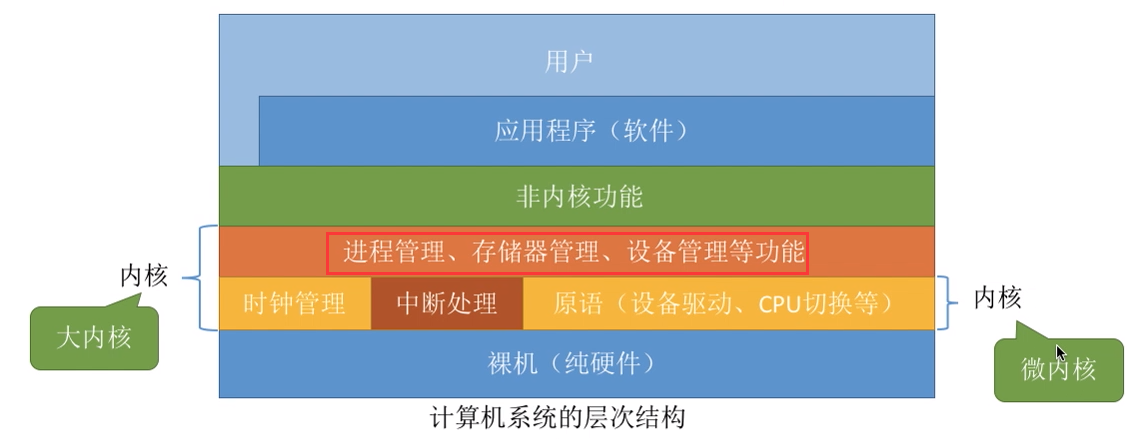 用户
应用程序（软件）
非内核功能
进程管理、存储器管理、设备管理等功能
内核
时钟管理
中断处理
原语（设备驱动、CPU切换等）
内核
大内核
裸机（纯硬件）
微内核
计算机系统的层次结构